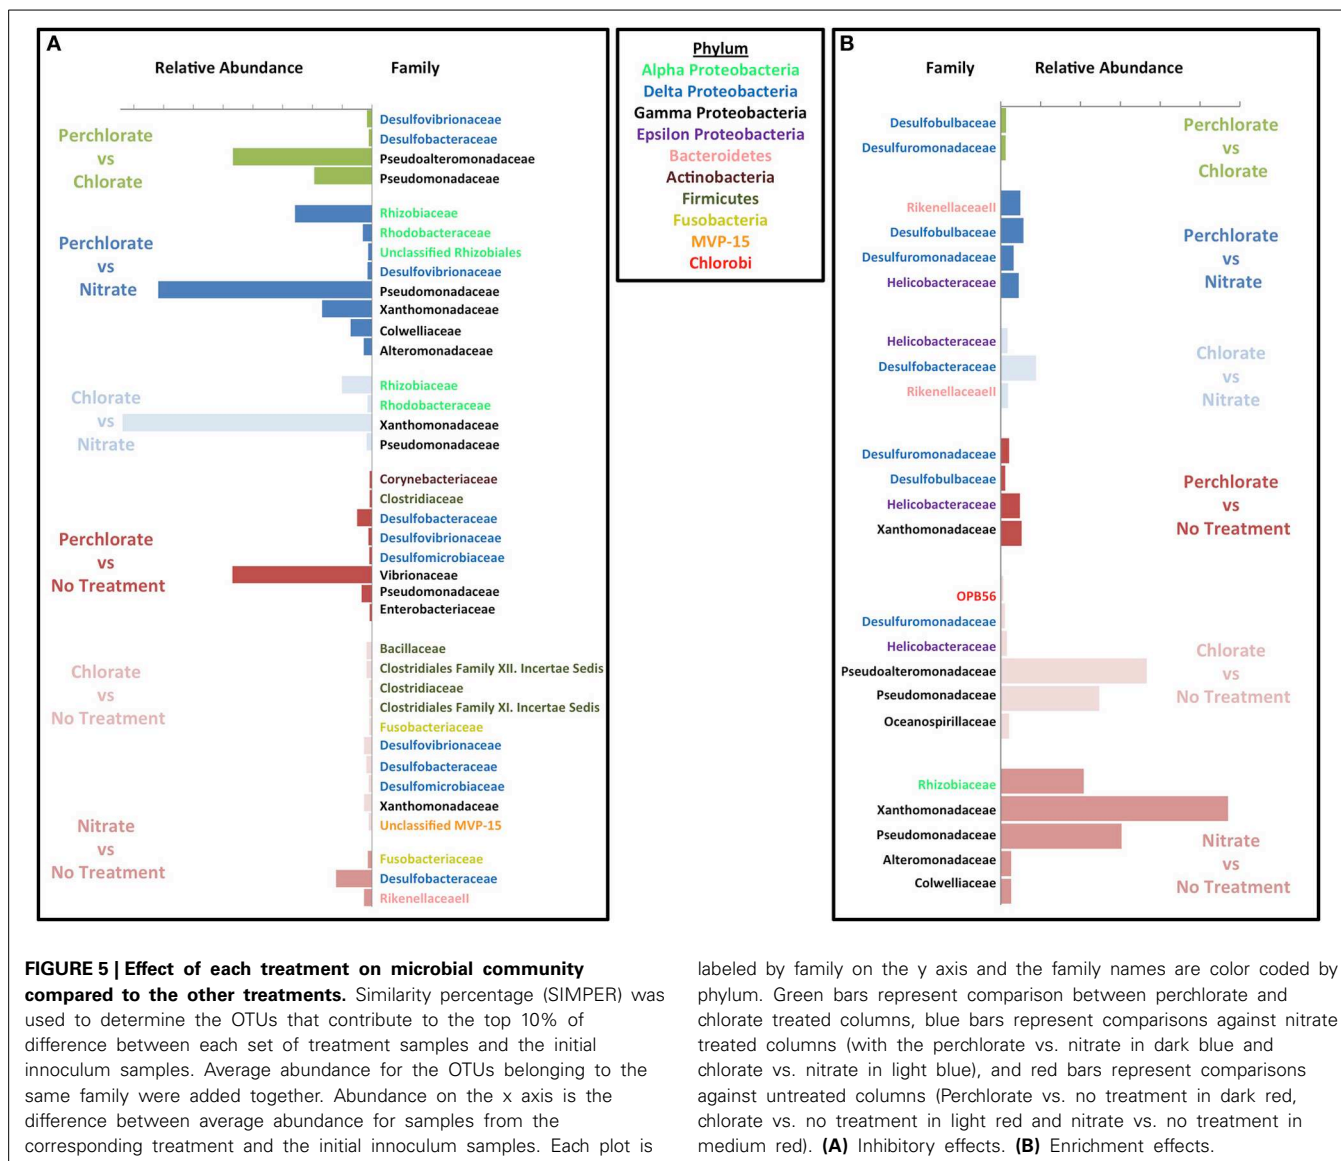 A
Relative Abundance
Family
Perchlorate
vs
Chlorate
Desulfovibrionaceae
Desulfobacteraceae
Pseudoalteromonadaceae
Pseudomonadaceae
Perchlorate
vs
Nitrate
Rhizobiaceae
Rhodobacteraceae
Unclassified Rhizobiales
Desulfovibrionaceae
Pseudomonadaceae
Xanthomonadaceae
Colwelliaceae
Alteromonadaceae
Chlorate
vs
Nitrate
Rhizobiaceae
Rhodobacteraceae
Xanthomonadaceae
Pseudomonadaceae
Perchlorate
vs
No Treatment
Corynebacteriaceae
Clostridiaceae
Desulfobacteraceae
Desulfovibrionaceae
Desulfomicrobiaceae
Vibrionaceae
Pseudomonadaceae
Enterobacteriaceae
Chlorate
vs
No Treatment
Bacillaceae
Clostridiales Family XII. Incertae Sedis
Clostridiaceae
Clostridiales Family XI. Incertae Sedis
Fusobacteriaceae
Desulfovibrionaceae
Desulfobacteraceae
Desulfomicrobiaceae
Xanthomonadaceae
Unclassified MVP-15
Nitrate
vs
No Treatment
Fusobacteriaceae
Desulfobacteraceae
RikenellaceaeII
Phylum
Alpha Proteobacteria
Delta Proteobacteria
Gamma Proteobacteria
Epsilon Proteobacteria
Bacteroidetes
Actinobacteria
Firmicutes
Fusobacteria
MVP-15
Chlorobi
B
Family
Relative Abundance
Desulfobulbaceae
Desulfuromonadaceae
Perchlorate
vs
Chlorate
RikenellaceaeII
Desulfobulbaceae
Desulfuromonadaceae
Helicobacteraceae
Perchlorate
vs
Nitrate
Helicobacteraceae
Desulfobacteraceae
RikenellaceaeII
Chlorate
vs
Nitrate
Desulfuromonadaceae
Desulfobulbaceae
Helicobacteraceae
Xanthomonadaceae
Perchlorate
vs
No Treatment
OPB56
Desulfuromonadaceae
Helicobacteraceae
Pseudoalteromonadaceae
Pseudomonadaceae
Oceanospirillaceae
Chlorate
vs
No Treatment
Rhizobiaceae
Xanthomonadaceae
Pseudomonadaceae
Alteromonadaceae
Colwelliaceae
Nitrate
vs
No Treatment
FIGURE 5 | Effect of each treatment on microbial community
compared to the other treatments. Similarity percentage (SIMPER) was
used to determine the OTUs that contribute to the top 10% of
difference between each set of treatment samples and the initial
innoculum samples. Average abundance for the OTUs belonging to the
same family were added together. Abundance on the x axis is the
difference between average abundance for samples from the
corresponding treatment and the initial innoculum samples. Each plot is
labeled by family on the y axis and the family names are color coded by
phylum. Green bars represent comparison between perchlorate and
chlorate treated columns, blue bars represent comparisons against nitrate
treated columns (with the perchlorate vs. nitrate in dark blue and
chlorate vs. nitrate in light blue), and red bars represent comparisons
against untreated columns (Perchlorate vs. no treatment in dark red,
chlorate vs. no treatment in light red and nitrate vs. no treatment in
medium red). (A) Inhibitory effects. (B) Enrichment effects.